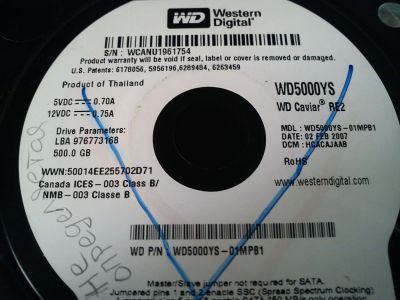 WD Western
Digital®
S/N: WCANU1961754
Product warranty will be void if seal, label or cover is removed or damaged.
U.S. Patents: 6178056, 5956196,6289484, 6263459
Product of Thailand
5VDC 0.70A
12VDC 0.75A
Drive Parameters:
LBA 976773168
500.0 GB
WWN:50014EE255702D71
Canada ICES-003 Class B/
NMB-003 Classe B
WD5000YS
WD Caviar® RE2
MDL: WD5000YS-01MPB1
DATE: 02 FEB 2007
DCM: HGACAJAAB
RoHS
www.westerndigital.com
Не
определяется
WD P/N: WD5000YS-01MPB1
Master/Slave jumper not required for SATA.
Jumpered pins 1 and 2 enable SSC (Spread Spectrum Clocking)